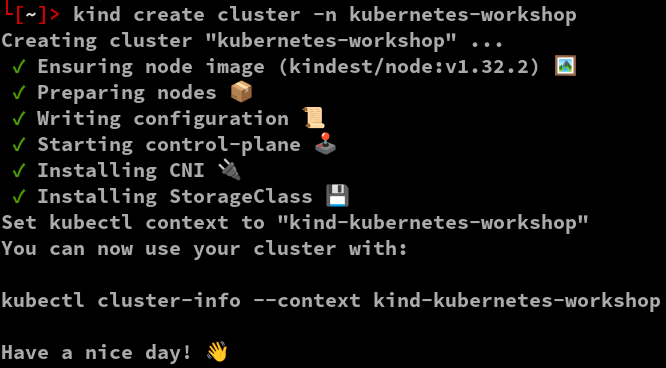 └[~]> kind create cluster -n kubernetes-workshop
Creating cluster "kubernetes-workshop" ...
✓ Ensuring node image (kindest/node:v1.32.2) 🖼
✓ Preparing nodes 📦
✓ Writing configuration 📜
✓ Starting control-plane 🕹️
✓ Installing CNI 🔌
✓ Installing StorageClass 💾
Set kubectl context to "kind-kubernetes-workshop"
You can now use your cluster with:

kubectl cluster-info --context kind-kubernetes-workshop

Have a nice day! 👋